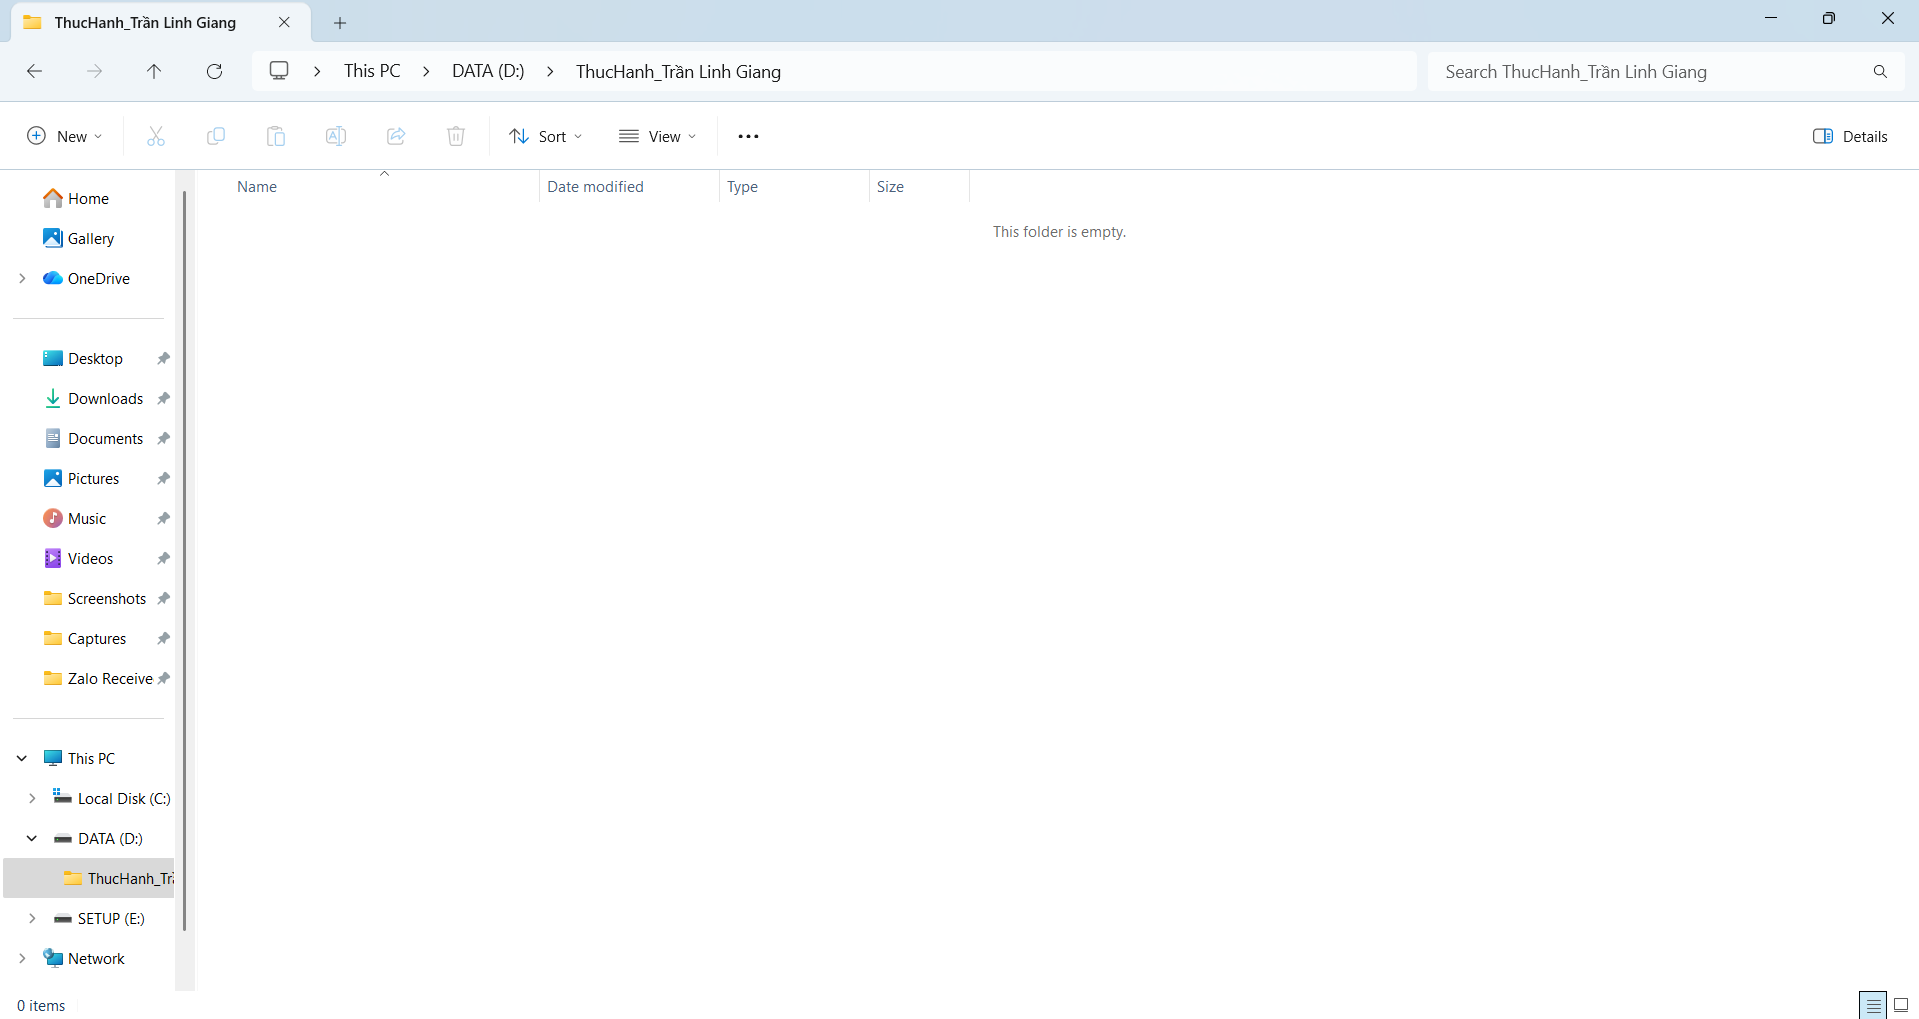 ThucHanh_Trần Linh Giang
This PC > DATA (D:) > ThucHanh_Trần Linh Giang
Search ThucHanh_Trần Linh Giang
New
Sort
View
Details
Name
Date modified
Type
Size
This folder is empty.
Home
Gallery
OneDrive
Desktop
Downloads
Documents
Pictures
Music
Videos
Screenshots
Captures
Zalo Receive
This PC
Local Disk (C:)
DATA (D:)
ThucHanh_Trầ
SETUP (E:)
Network
0 items